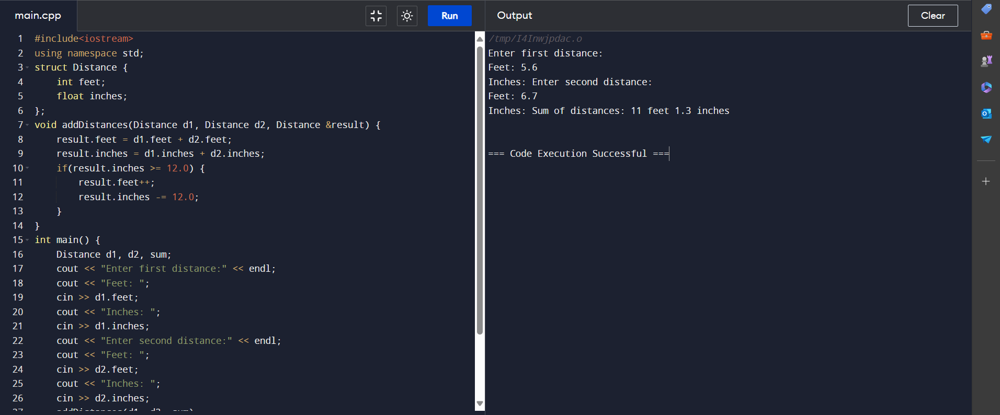 main.cpp
Run
Output
Clear
1 #include<iostream>
2 using namespace std;
3 struct Distance {
4     int feet;
5     float inches;
6 };
7 void addDistances(Distance d1, Distance d2, Distance &result) {
8     result.feet = d1.feet + d2.feet;
9     result.inches = d1.inches + d2.inches;
10     if(result.inches >= 12.0) {
11         result.feet++;
12         result.inches -= 12.0;
13     }
14 }
15 int main() {
16     Distance d1, d2, sum;
17     cout << "Enter first distance:" << endl;
18     cout << "Feet: ";
19     cin >> d1.feet;
20     cout << "Inches: ";
21     cin >> d1.inches;
22     cout << "Enter second distance:" << endl;
23     cout << "Feet: ";
24     cin >> d2.feet;
25     cout << "Inches: ";
26     cin >> d2.inches;
27     addDistances(d1, d2, sum)
/tmp/I4Inwjpdac.o
Enter first distance:
Feet: 5.6
Inches: Enter second distance:
Feet: 6.7
Inches: Sum of distances: 11 feet 1.3 inches
=== Code Execution Successful ===